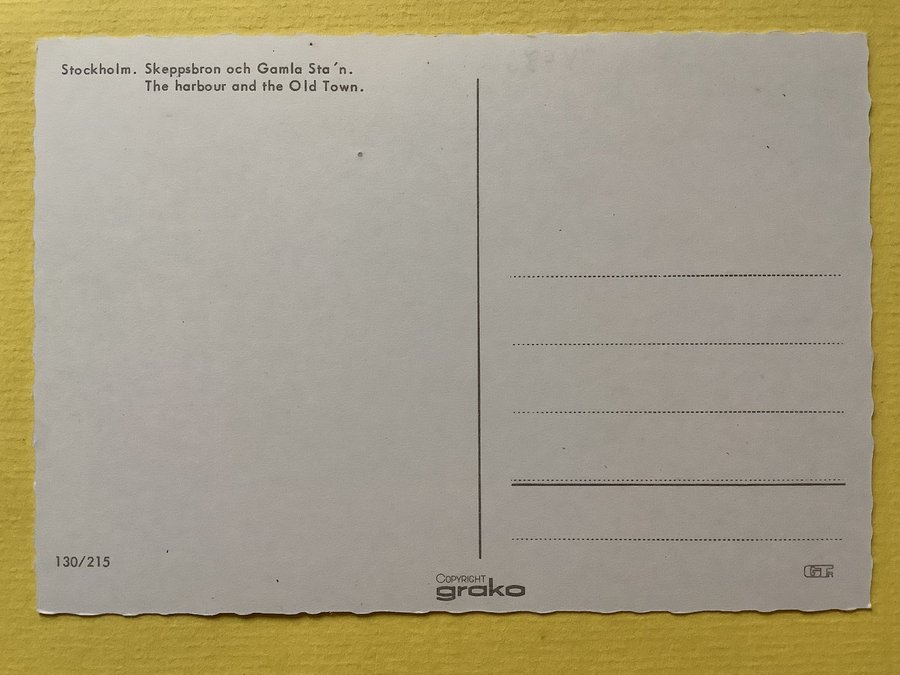 Stockholm. Skeppsbron och Gamla Sta´n.
The harbour and the Old Town.
130/215
COPYRIGHT
grako